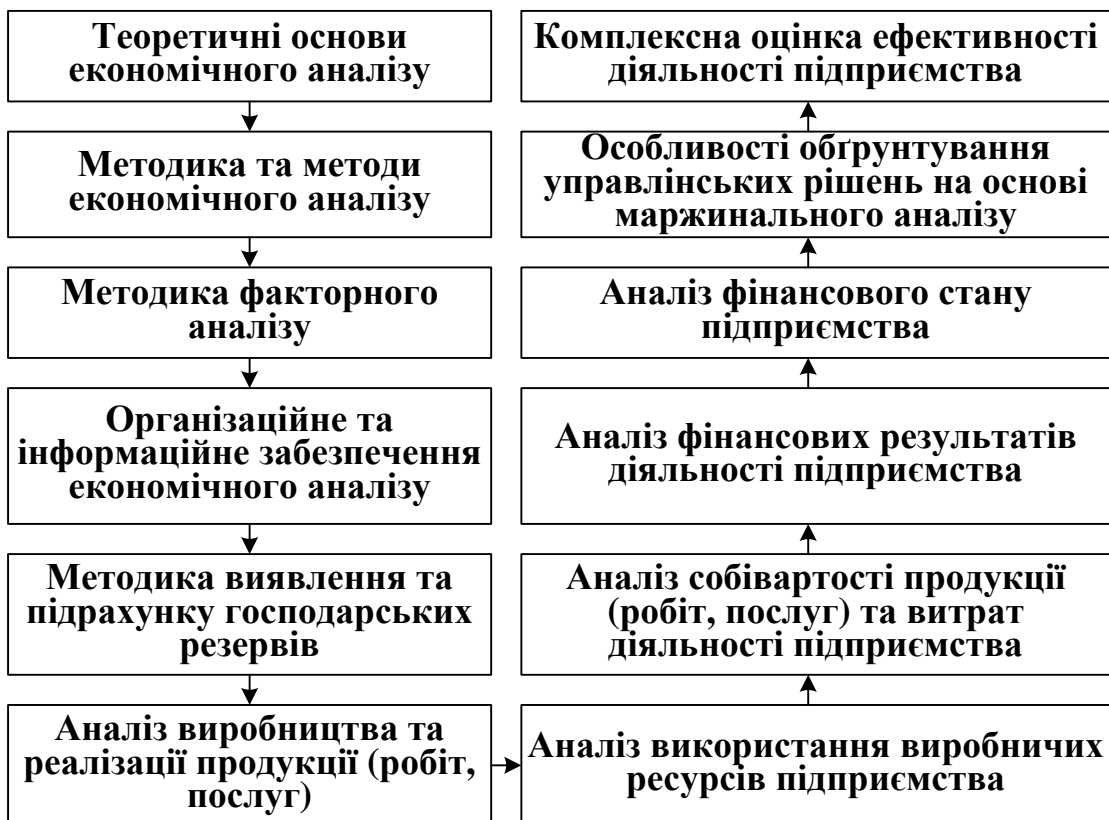 Теоретичні основи
економічного аналізу
Методика та методи
економічного аналізу
Методика факторного
аналізу
Організаційне та
інформаційне забезпечення
економічного аналізу
Методика виявлення та
підрахунку господарських
резервів
Аналіз виробництва та
реалізації продукції (робіт,
послуг)
Аналіз використання виробничих
ресурсів підприємства
Аналіз собівартості продукції
(робіт, послуг) та витрат
діяльності підприємства
Аналіз фінансових результатів
діяльності підприємства
Аналіз фінансового стану
підприємства
Особливості обґрунтування
управлінських рішень на основі
маржинального аналізу
Комплексна оцінка ефективності
діяльності підприємства